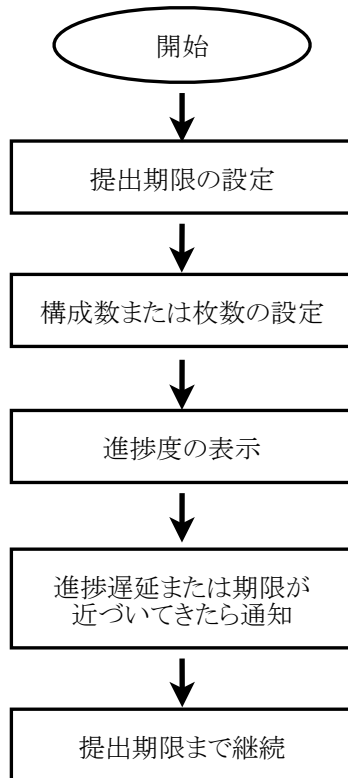 開始
提出期限の設定
構成数または枚数の設定
進捗度の表示
進捗遅延または期限が
近づいてきたら通知
提出期限まで継続